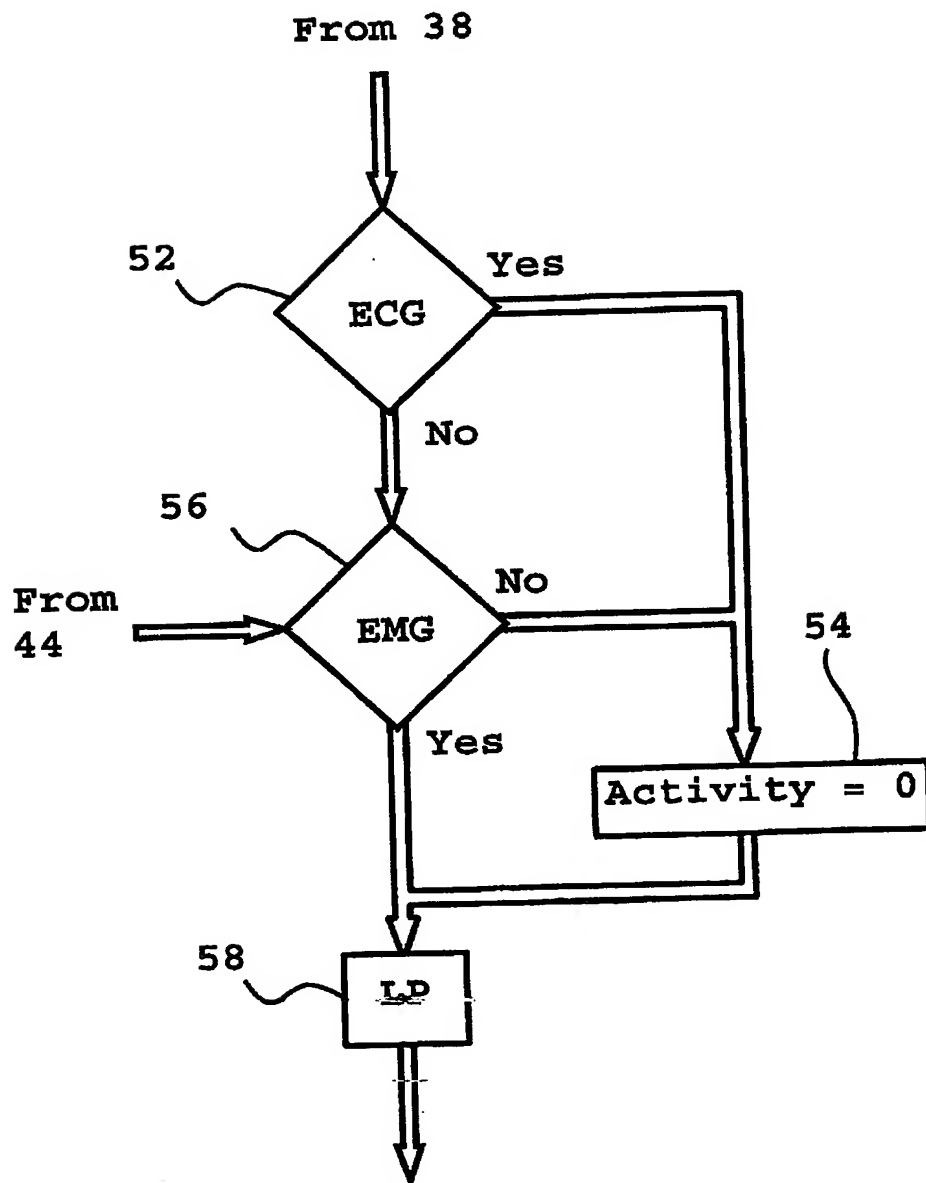 From 38
52
Yes
ECG
No
56
No
From
44
EMG
54
Yes
Activity = 0
58
LP